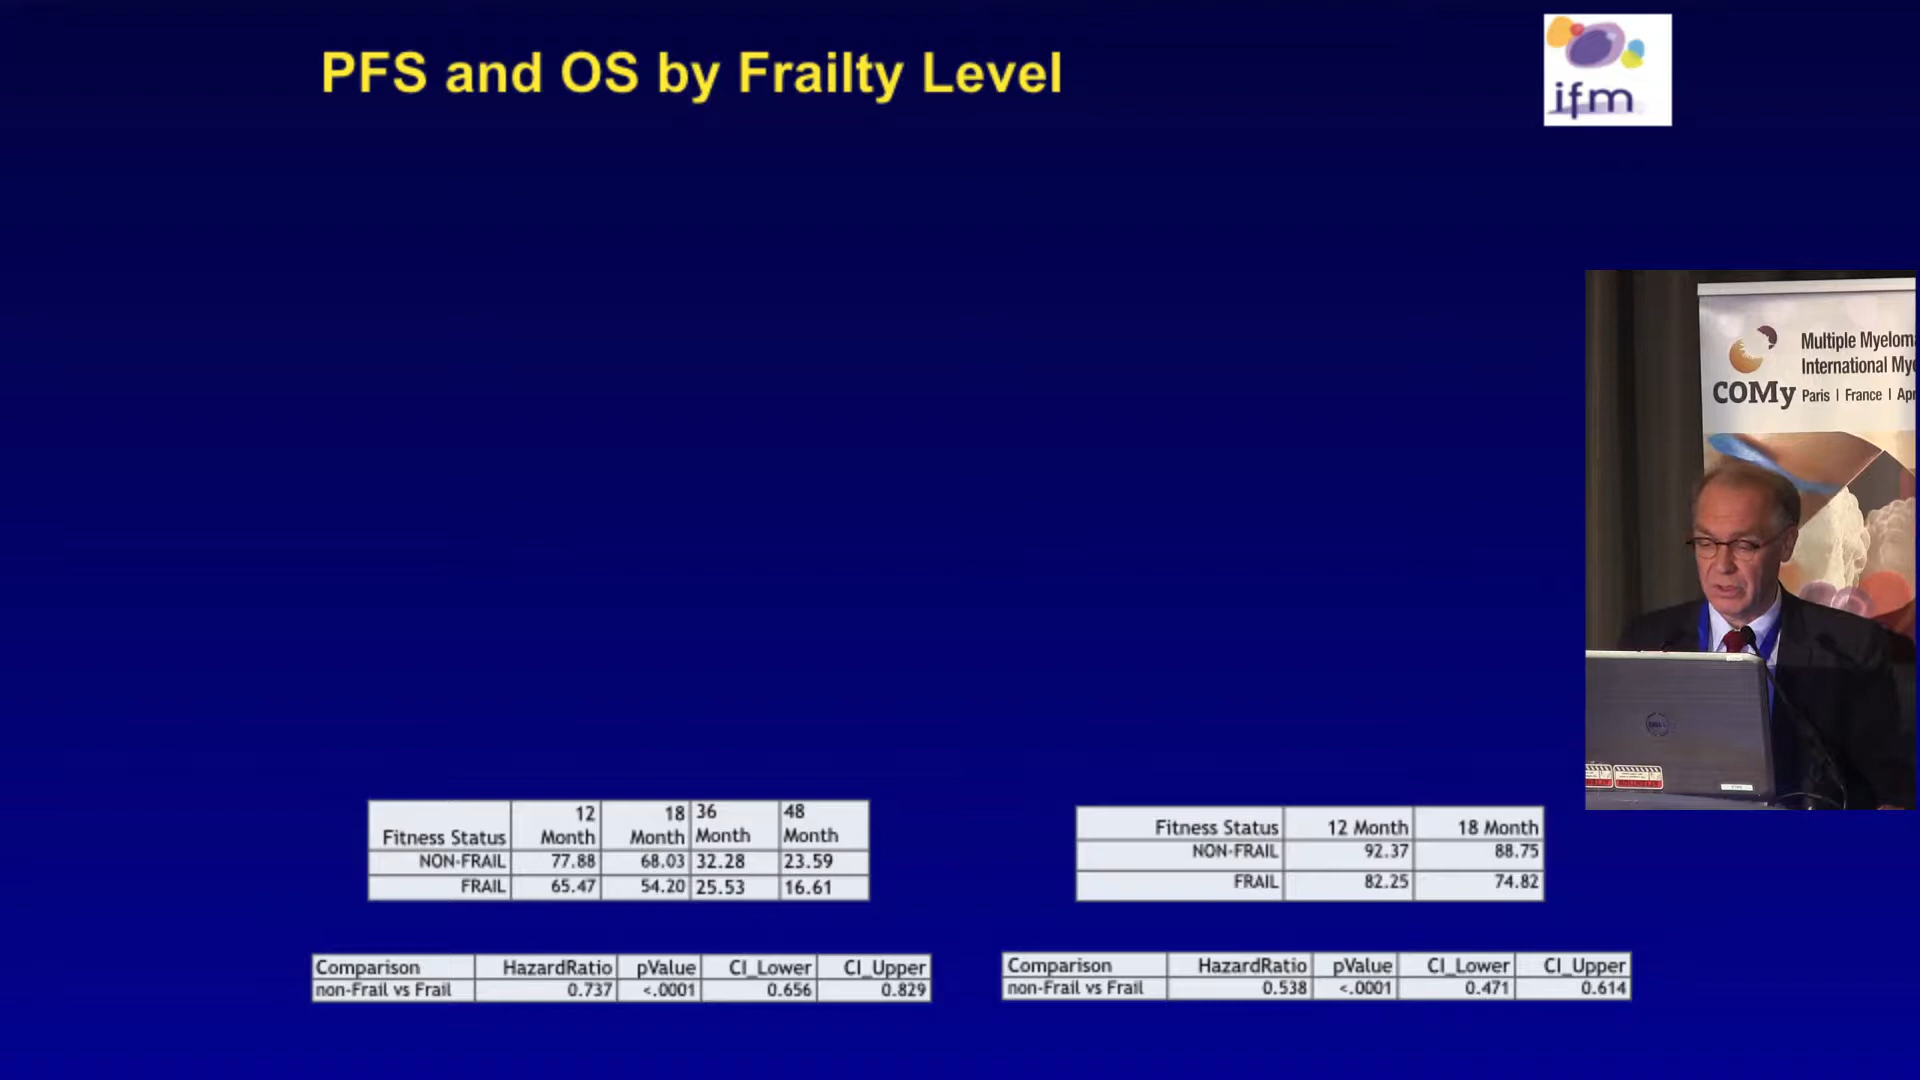 PFS and OS by Frailty Level
ifm
Multiple Myelom
International Mye
COMy Paris | France | Apr
Fitness Status 12 Month 18 Month 36 Month 48 Month
NON-FRAIL 77.88 68.03 32.28 23.59
FRAIL 65.47 54.20 25.53 16.61
Fitness Status 12 Month 18 Month
NON-FRAIL 92.37 88.75
FRAIL 82.25 74.82
Comparison HazardRatio pValue CI_Lower CI_Upper
non-Frail vs Frail 0.737 <.0001 0.656 0.829
Comparison HazardRatio pValue CI_Lower CI_Upper
non-Frail vs Frail 0.538 <.0001 0.471 0.614